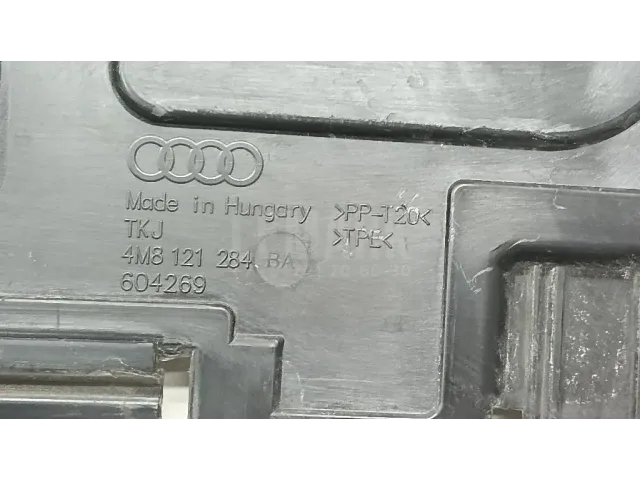 Made in Hungary >PP-T20<
TKJ >TPE<
4M8 121 284 BA
604269